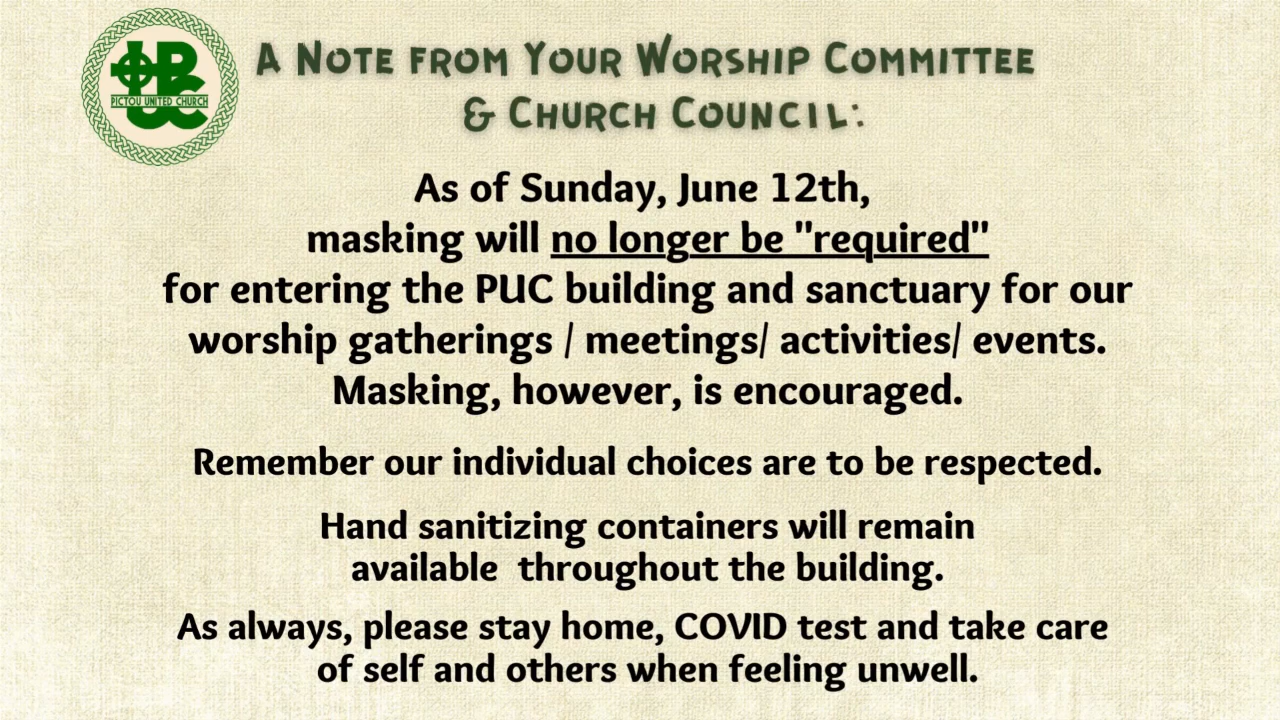 PUC
PICTOU UNITED CHURCH
A Note from Your Worship Committee
& Church Council:
As of Sunday, June 12th,
masking will no longer be "required"
for entering the PUC building and sanctuary for our
worship gatherings / meetings/ activities/ events.
Masking, however, is encouraged.
Remember our individual choices are to be respected.
Hand sanitizing containers will remain
available  throughout the building.
As always, please stay home, COVID test and take care
of self and others when feeling unwell.